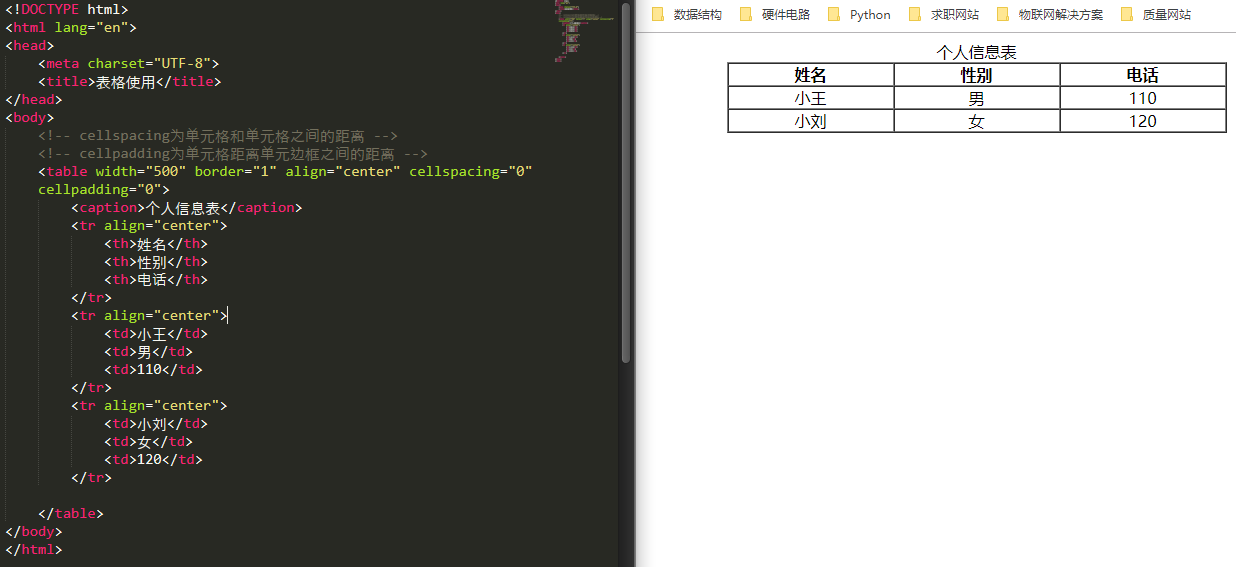 <!DOCTYPE html>
<html lang="en">
<head>
<meta charset="UTF-8">
<title>表格使用</title>
</head>
<body>
<!-- cellspacing为单元格和单元格之间的距离 -->
<!-- cellpadding为单元格距离单元边框之间的距离 -->
<table width="500" border="1" align="center" cellspacing="0"
cellpadding="0">
<caption>个人信息表</caption>
<tr align="center">
<th>姓名</th>
<th>性别</th>
<th>电话</th>
</tr>
<tr align="center">
<td>小王</td>
<td>男</td>
<td>110</td>
</tr>
<tr align="center">
<td>小刘</td>
<td>女</td>
<td>120</td>
</tr>
</table>
</body>
</html>
数据结构 硬件电路 Python 求职网站 物联网解决方案 质量网站
个人信息表
姓名 性别 电话
小王 男 110
小刘 女 120